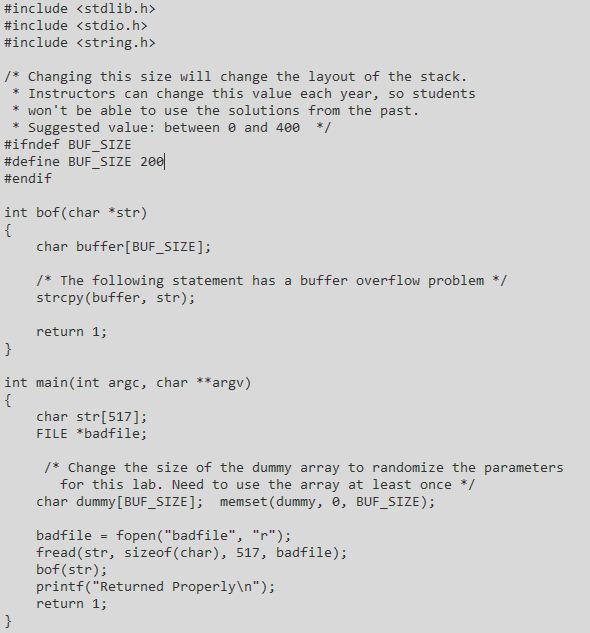 #include <stdlib.h>
#include <stdio.h>
#include <string.h>

/* Changing this size will change the layout of the stack.
 * Instructors can change this value each year, so students
 * won't be able to use the solutions from the past.
 * Suggested value: between 0 and 400  */
#ifndef BUF_SIZE
#define BUF_SIZE 200
#endif

int bof(char *str)
{
    char buffer[BUF_SIZE];

    /* The following statement has a buffer overflow problem */
    strcpy(buffer, str);

    return 1;
}

int main(int argc, char **argv)
{
    char str[517];
    FILE *badfile;

     /* Change the size of the dummy array to randomize the parameters
       for this lab. Need to use the array at least once */
    char dummy[BUF_SIZE];  memset(dummy, 0, BUF_SIZE);

    badfile = fopen("badfile", "r");
    fread(str, sizeof(char), 517, badfile);
    bof(str);
    printf("Returned Properly\n");
    return 1;
}